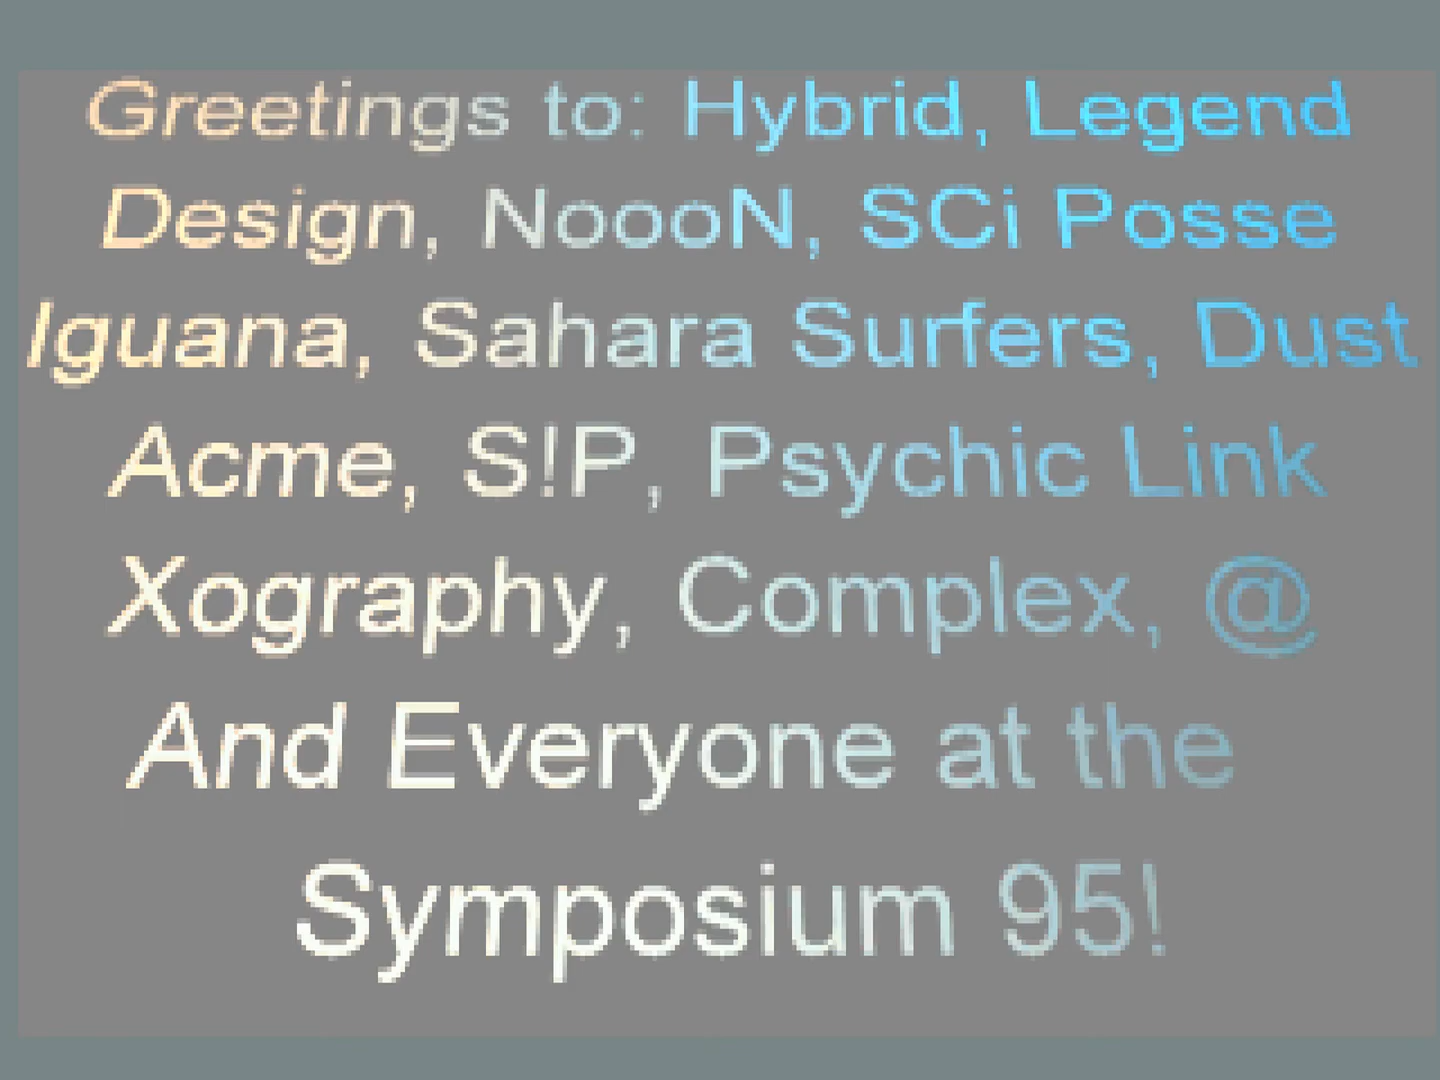 Greetings to: Hybrid, Legend
Design, NoooN, SCi Posse
Iguana, Sahara Surfers, Dust
Acme, S!P, Psychic Link
Xography, Complex, @
And Everyone at the
Symposium 95!